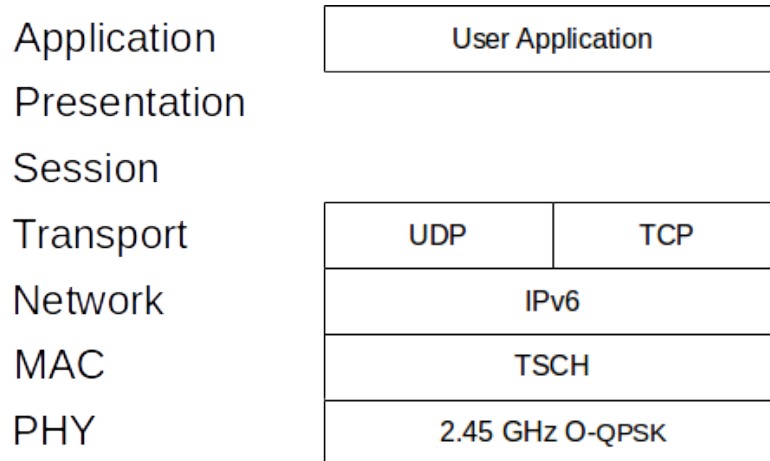 Application User Application
Presentation
Session
Transport UDP TCP
Network IPv6
MAC TSCH
PHY 2.45 GHz O-QPSK